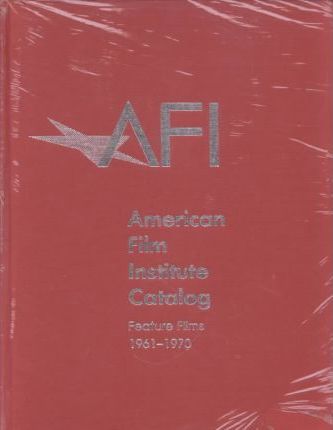 AFI
American
Film
Institute
Catalog
Feature Films
1961–1970